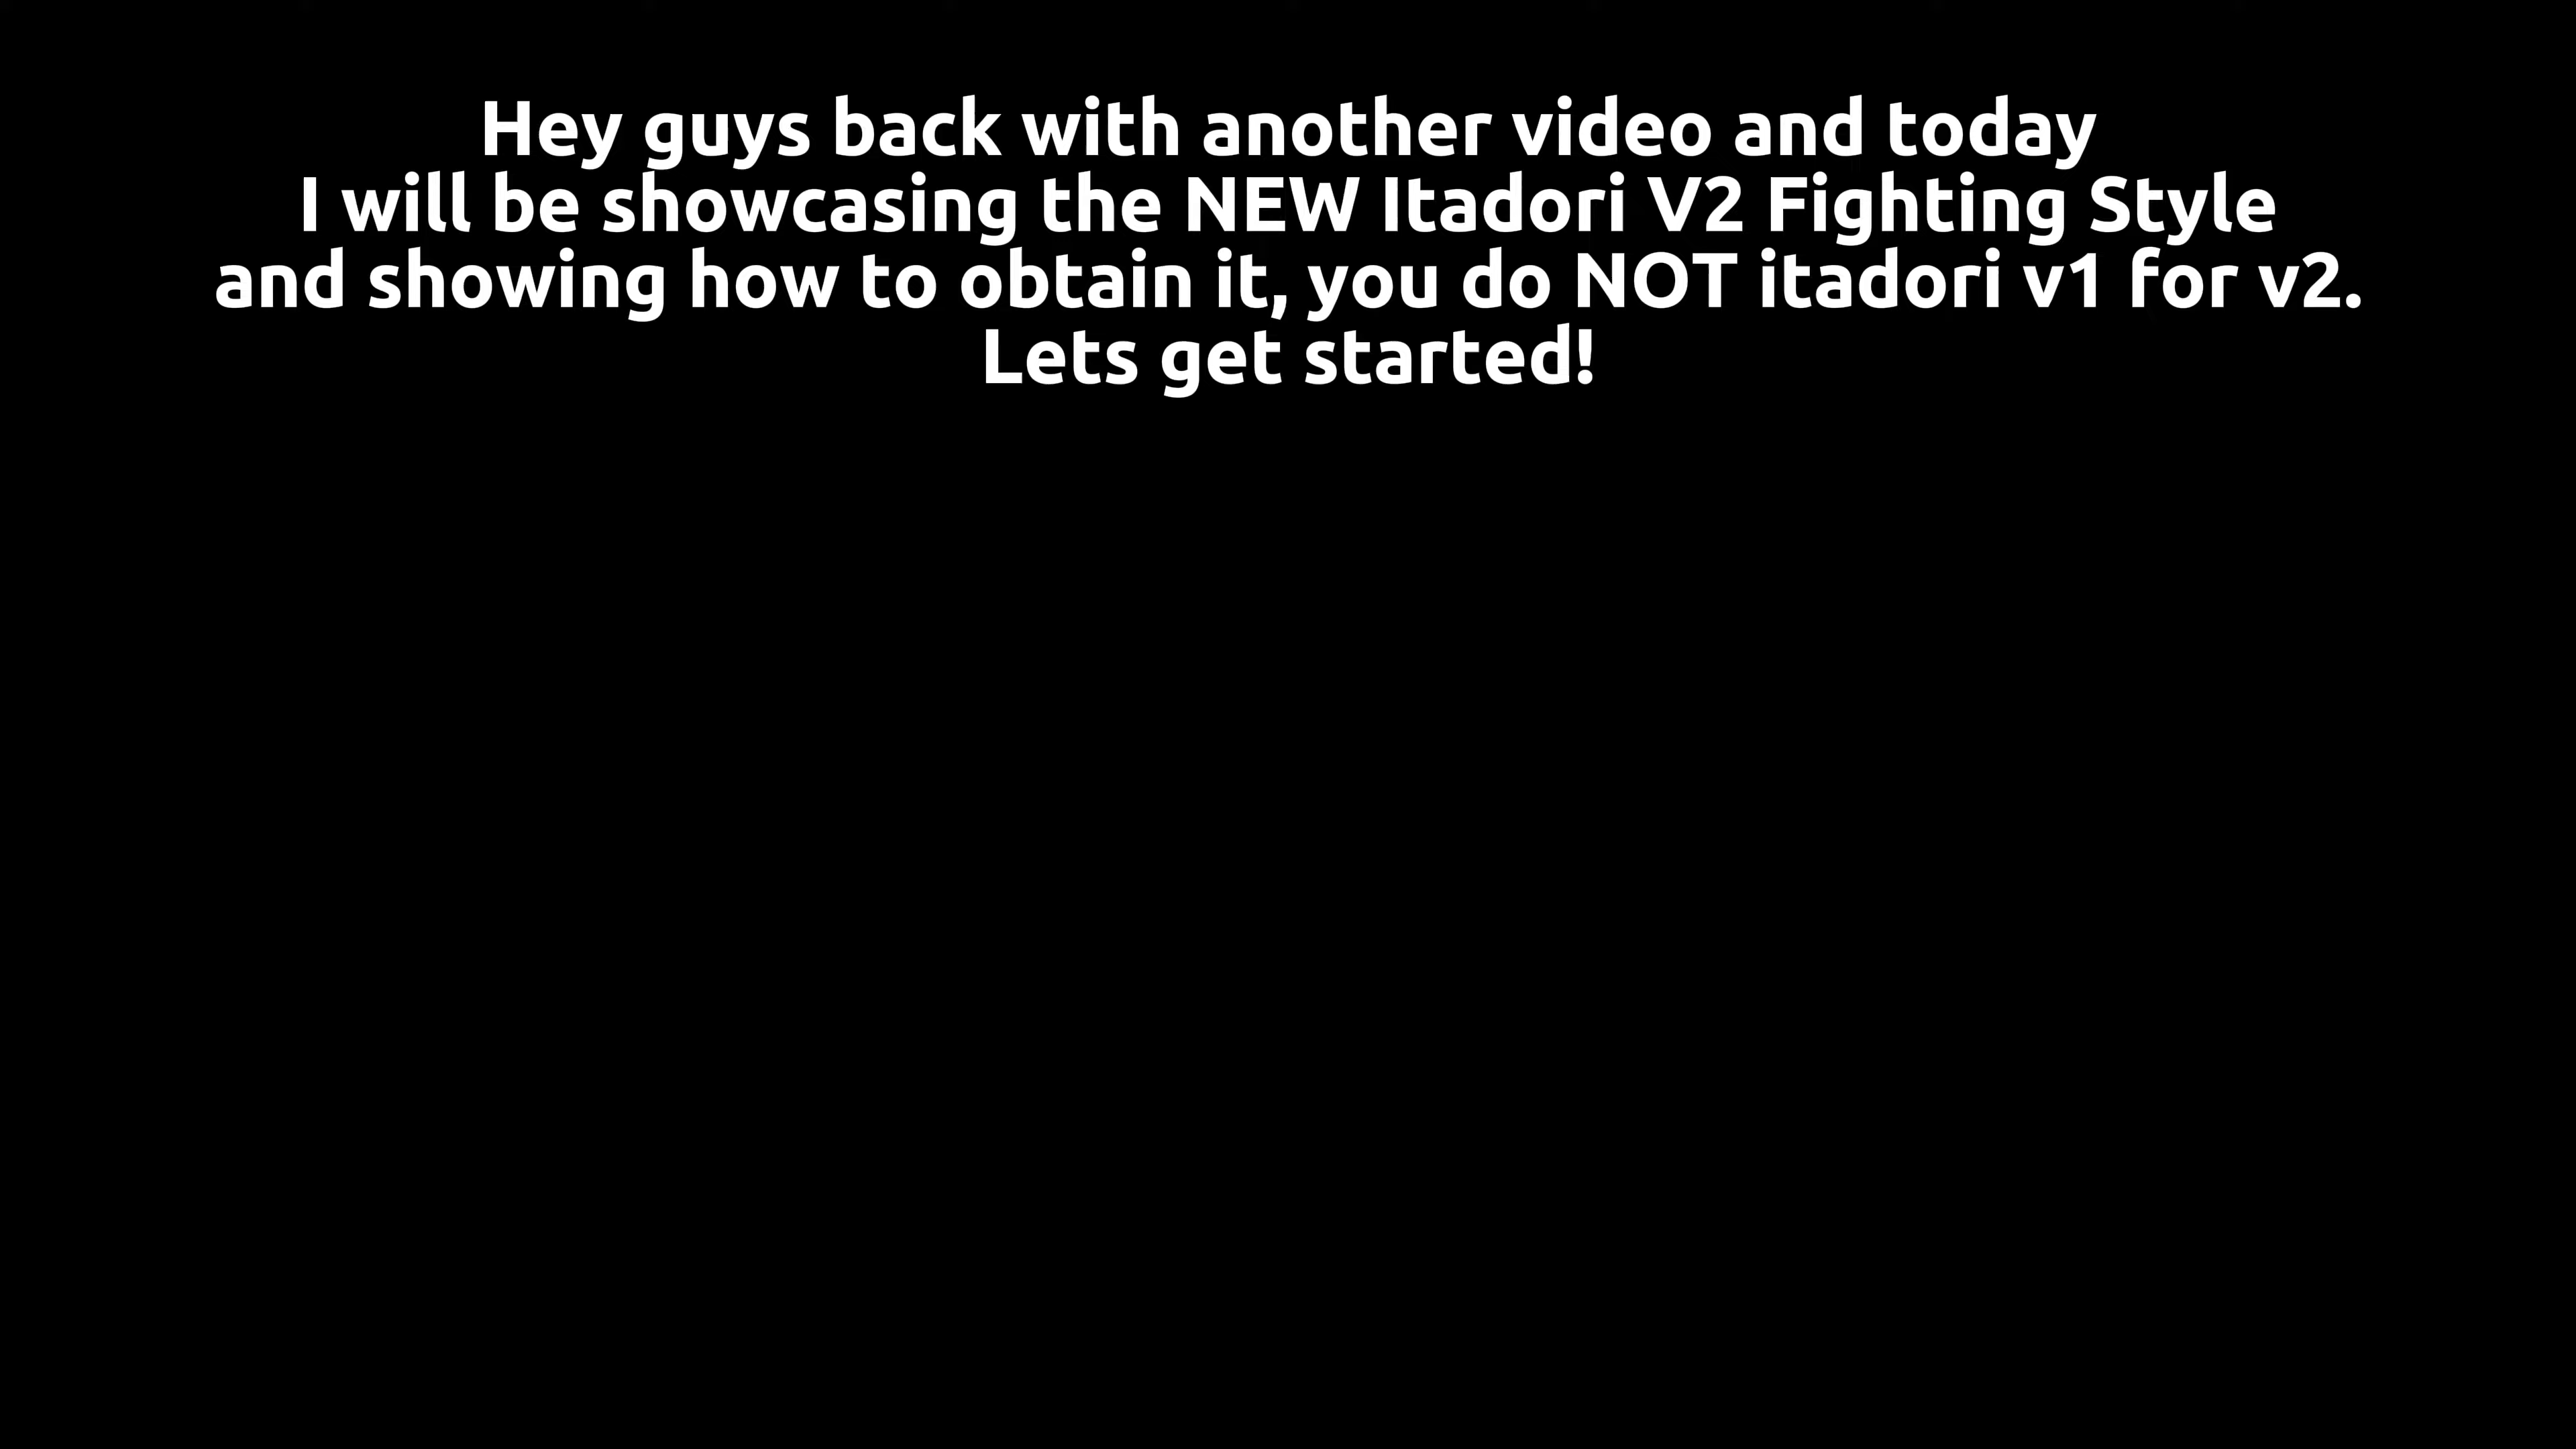 Hey guys back with another video and today
I will be showcasing the NEW Itadori V2 Fighting Style
and showing how to obtain it, you do NOT itadori v1 for v2.
Lets get started!